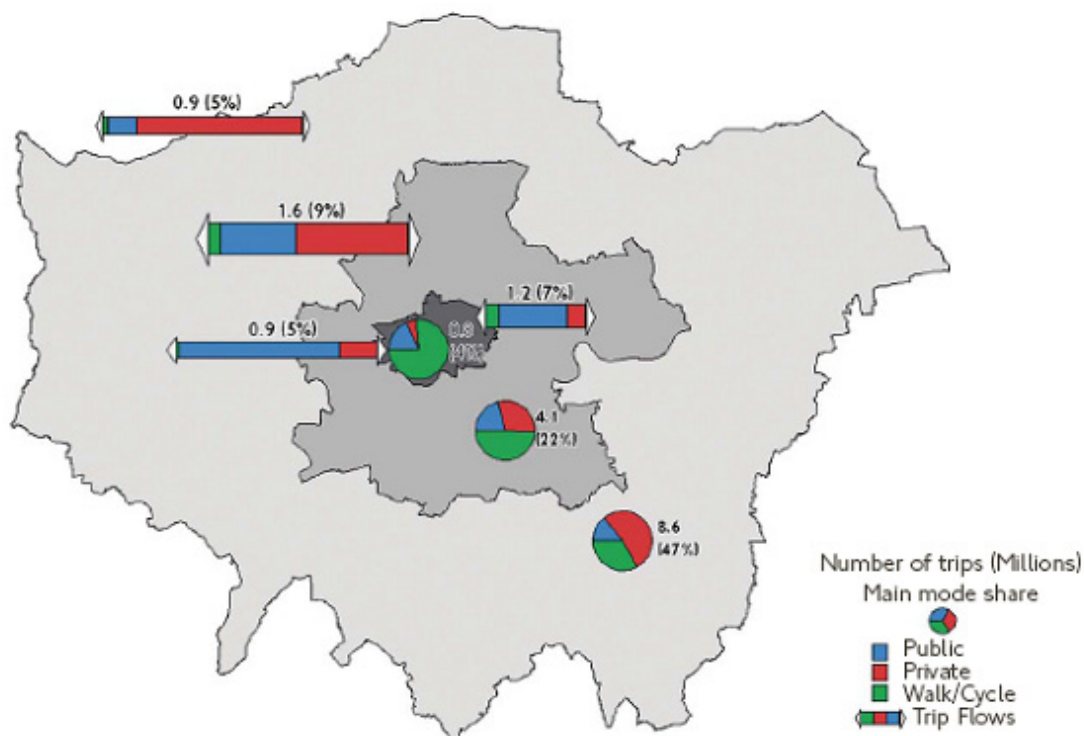 0.9 (5%)
1.6 (9%)
1.2 (7%)
0.9 (5%)
(4%)
4.1
(22%)
8.6
(47%)
Number of trips (Millions)
Main mode share
Public
Private
Walk/Cycle
Trip Flows